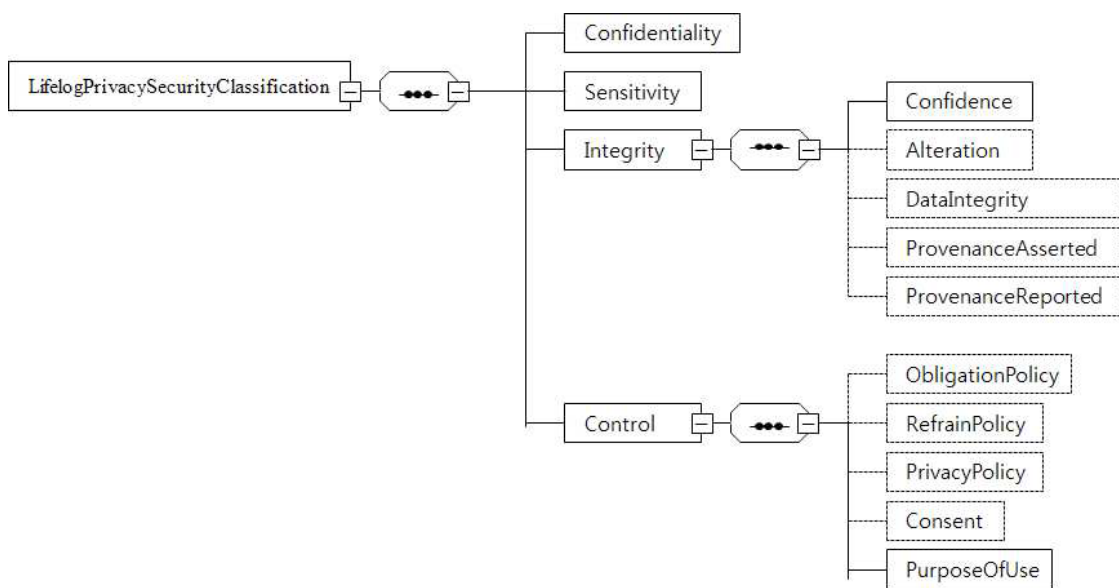 LifelogPrivacySecurityClassification
Confidentiality
Sensitivity
Integrity
Confidence
Alteration
DataIntegrity
ProvenanceAsserted
ProvenanceReported
Control
ObligationPolicy
RefrainPolicy
PrivacyPolicy
Consent
PurposeOfUse